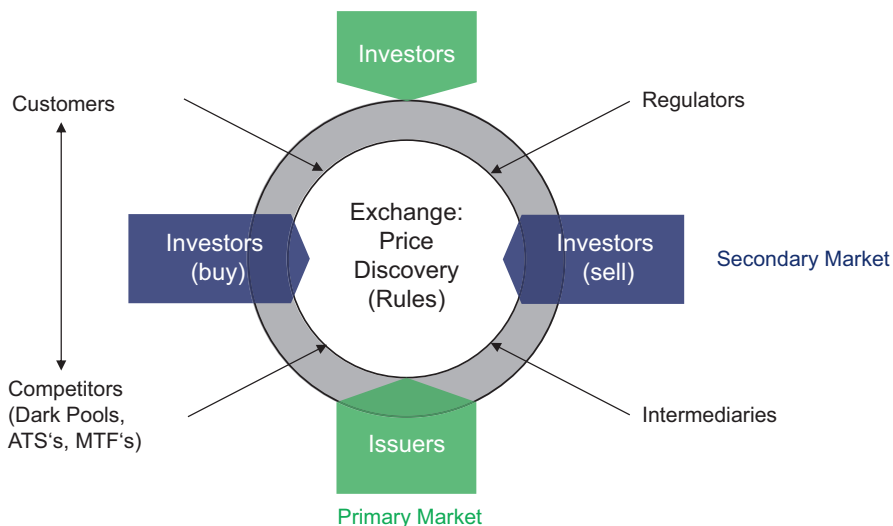 Investors
Customers
Regulators
Exchange:
Price
Discovery
(Rules)
Investors
(buy)
Investors
(sell)
Secondary Market
Competitors
(Dark Pools,
ATS‘s, MTF‘s)
Intermediaries
Issuers
Primary Market